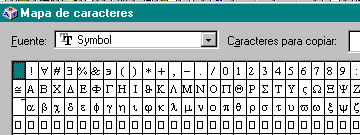 Mapa de caracteres
Fuente: Symbol Caracteres para copiar:
! ∀ # ∃ % & ∋ ( ) * + , − . / 0 1 2 3 4 5 6 7 8 9 :
≅ Α Β Χ Δ Ε Φ Γ Η Ι ϑ Κ Λ Μ Ν Ο Π Θ Ρ Σ Τ Υ ς Ω Ξ Ψ Ζ
α β χ δ ε φ γ η ι ϕ κ λ μ ν ο π θ ρ σ τ υ ϖ ω ξ ψ ζ